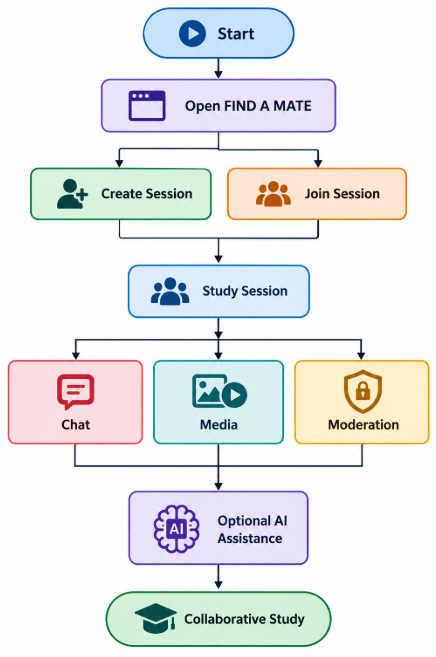 Start
Open FIND A MATE
Create Session
Join Session
Study Session
Chat
Media
Moderation
AI
Optional AI
Assistance
Collaborative Study